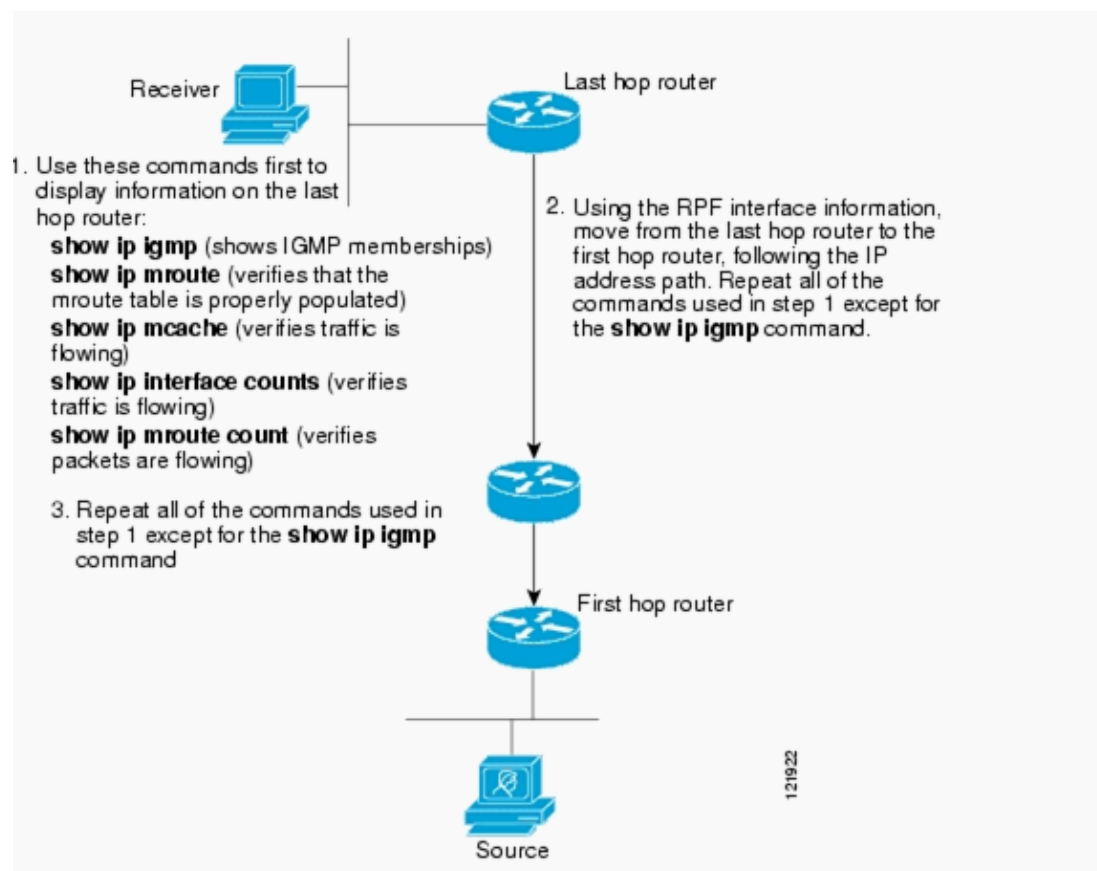 Receiver
Last hop router
1. Use these commands first to
display information on the last
hop router:
show ip igmp (shows IGMP memberships)
show ip mroute (verifies that the
mroute table is properly populated)
show ip mcache (verifies traffic is
flowing)
show ip interface counts (verifies
traffic is flowing)
show ip mroute count (verifies
packets are flowing)
2. Using the RPF interface information,
move from the last hop router to the
first hop router, following the IP
address path. Repeat all of the
commands used in step 1 except for
the show ip igmp command.
3. Repeat all of the commands used in
step 1 except for the show ip igmp
command
First hop router
Source
121922